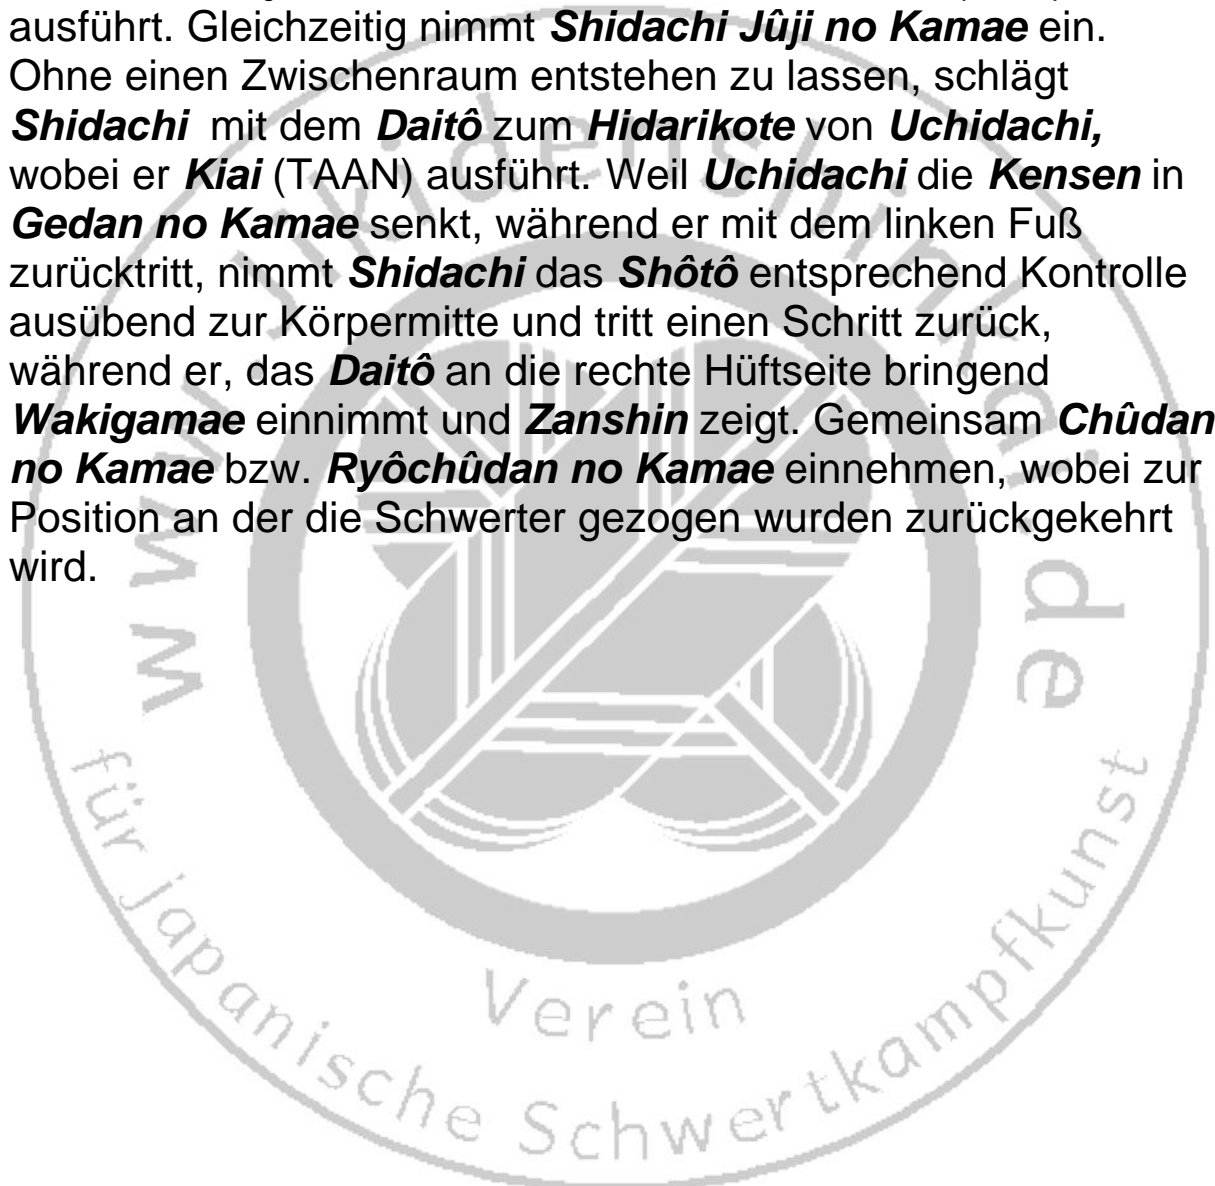 ausführt. Gleichzeitig nimmt Shidachi Jûji no Kamae ein.
Ohne einen Zwischenraum entstehen zu lassen, schlägt
Shidachi mit dem Daitô zum Hidarikote von Uchidachi,
wobei er Kiai (TAAN) ausführt. Weil Uchidachi die Kensen in
Gedan no Kamae senkt, während er mit dem linken Fuß
zurücktritt, nimmt Shidachi das Shôtô entsprechend Kontrolle
ausübend zur Körpermitte und tritt einen Schritt zurück,
während er, das Daitô an die rechte Hüftseite bringend
Wakigamae einnimmt und Zanshin zeigt. Gemeinsam Chûdan
no Kamae bzw. Ryôchûdan no Kamae einnehmen, wobei zur
Position an der die Schwerter gezogen wurden zurückgekehrt
wird.
www.jikidenshinkai.de
Verein
für japanische Schwertkampfkunst